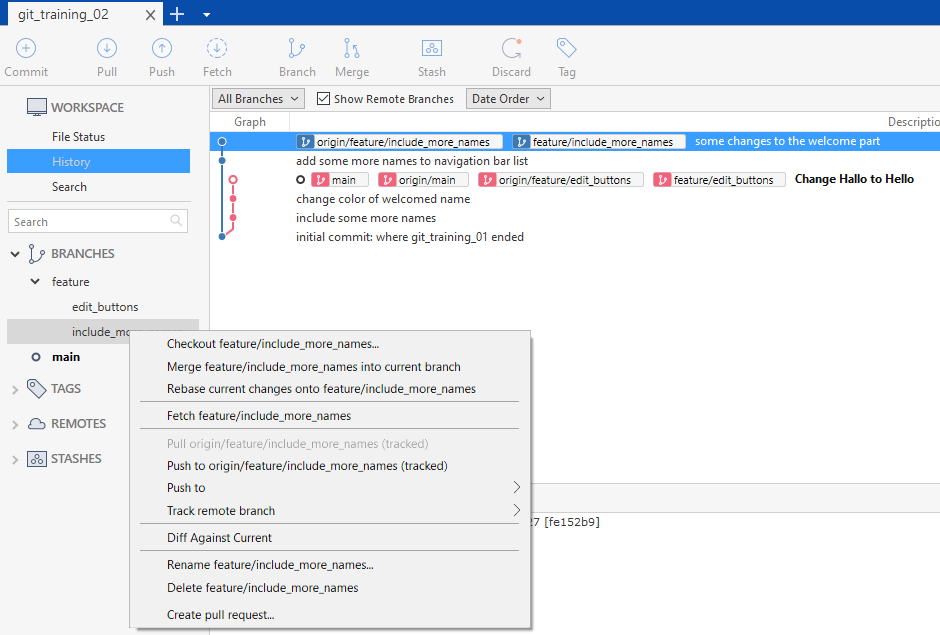 git_training_02
Commit Pull Push Fetch Branch Merge Stash Discard Tag
WORKSPACE
File Status
History
Search
Search
BRANCHES
feature
edit_buttons
include_mo
main
TAGS
REMOTES
STASHES
All Branches Show Remote Branches Date Order
Graph Descriptio
origin/feature/include_more_names feature/include_more_names some changes to the welcome part
add some more names to navigation bar list
main origin/main origin/feature/edit_buttons feature/edit_buttons Change Hallo to Hello
change color of welcomed name
include some more names
initial commit: where git_training_01 ended
Checkout feature/include_more_names...
Merge feature/include_more_names into current branch
Rebase current changes onto feature/include_more_names
Fetch feature/include_more_names
Pull origin/feature/include_more_names (tracked)
Push to origin/feature/include_more_names (tracked)
Push to
Track remote branch
Diff Against Current
Rename feature/include_more_names...
Delete feature/include_more_names
Create pull request...
27 [fe152b9]